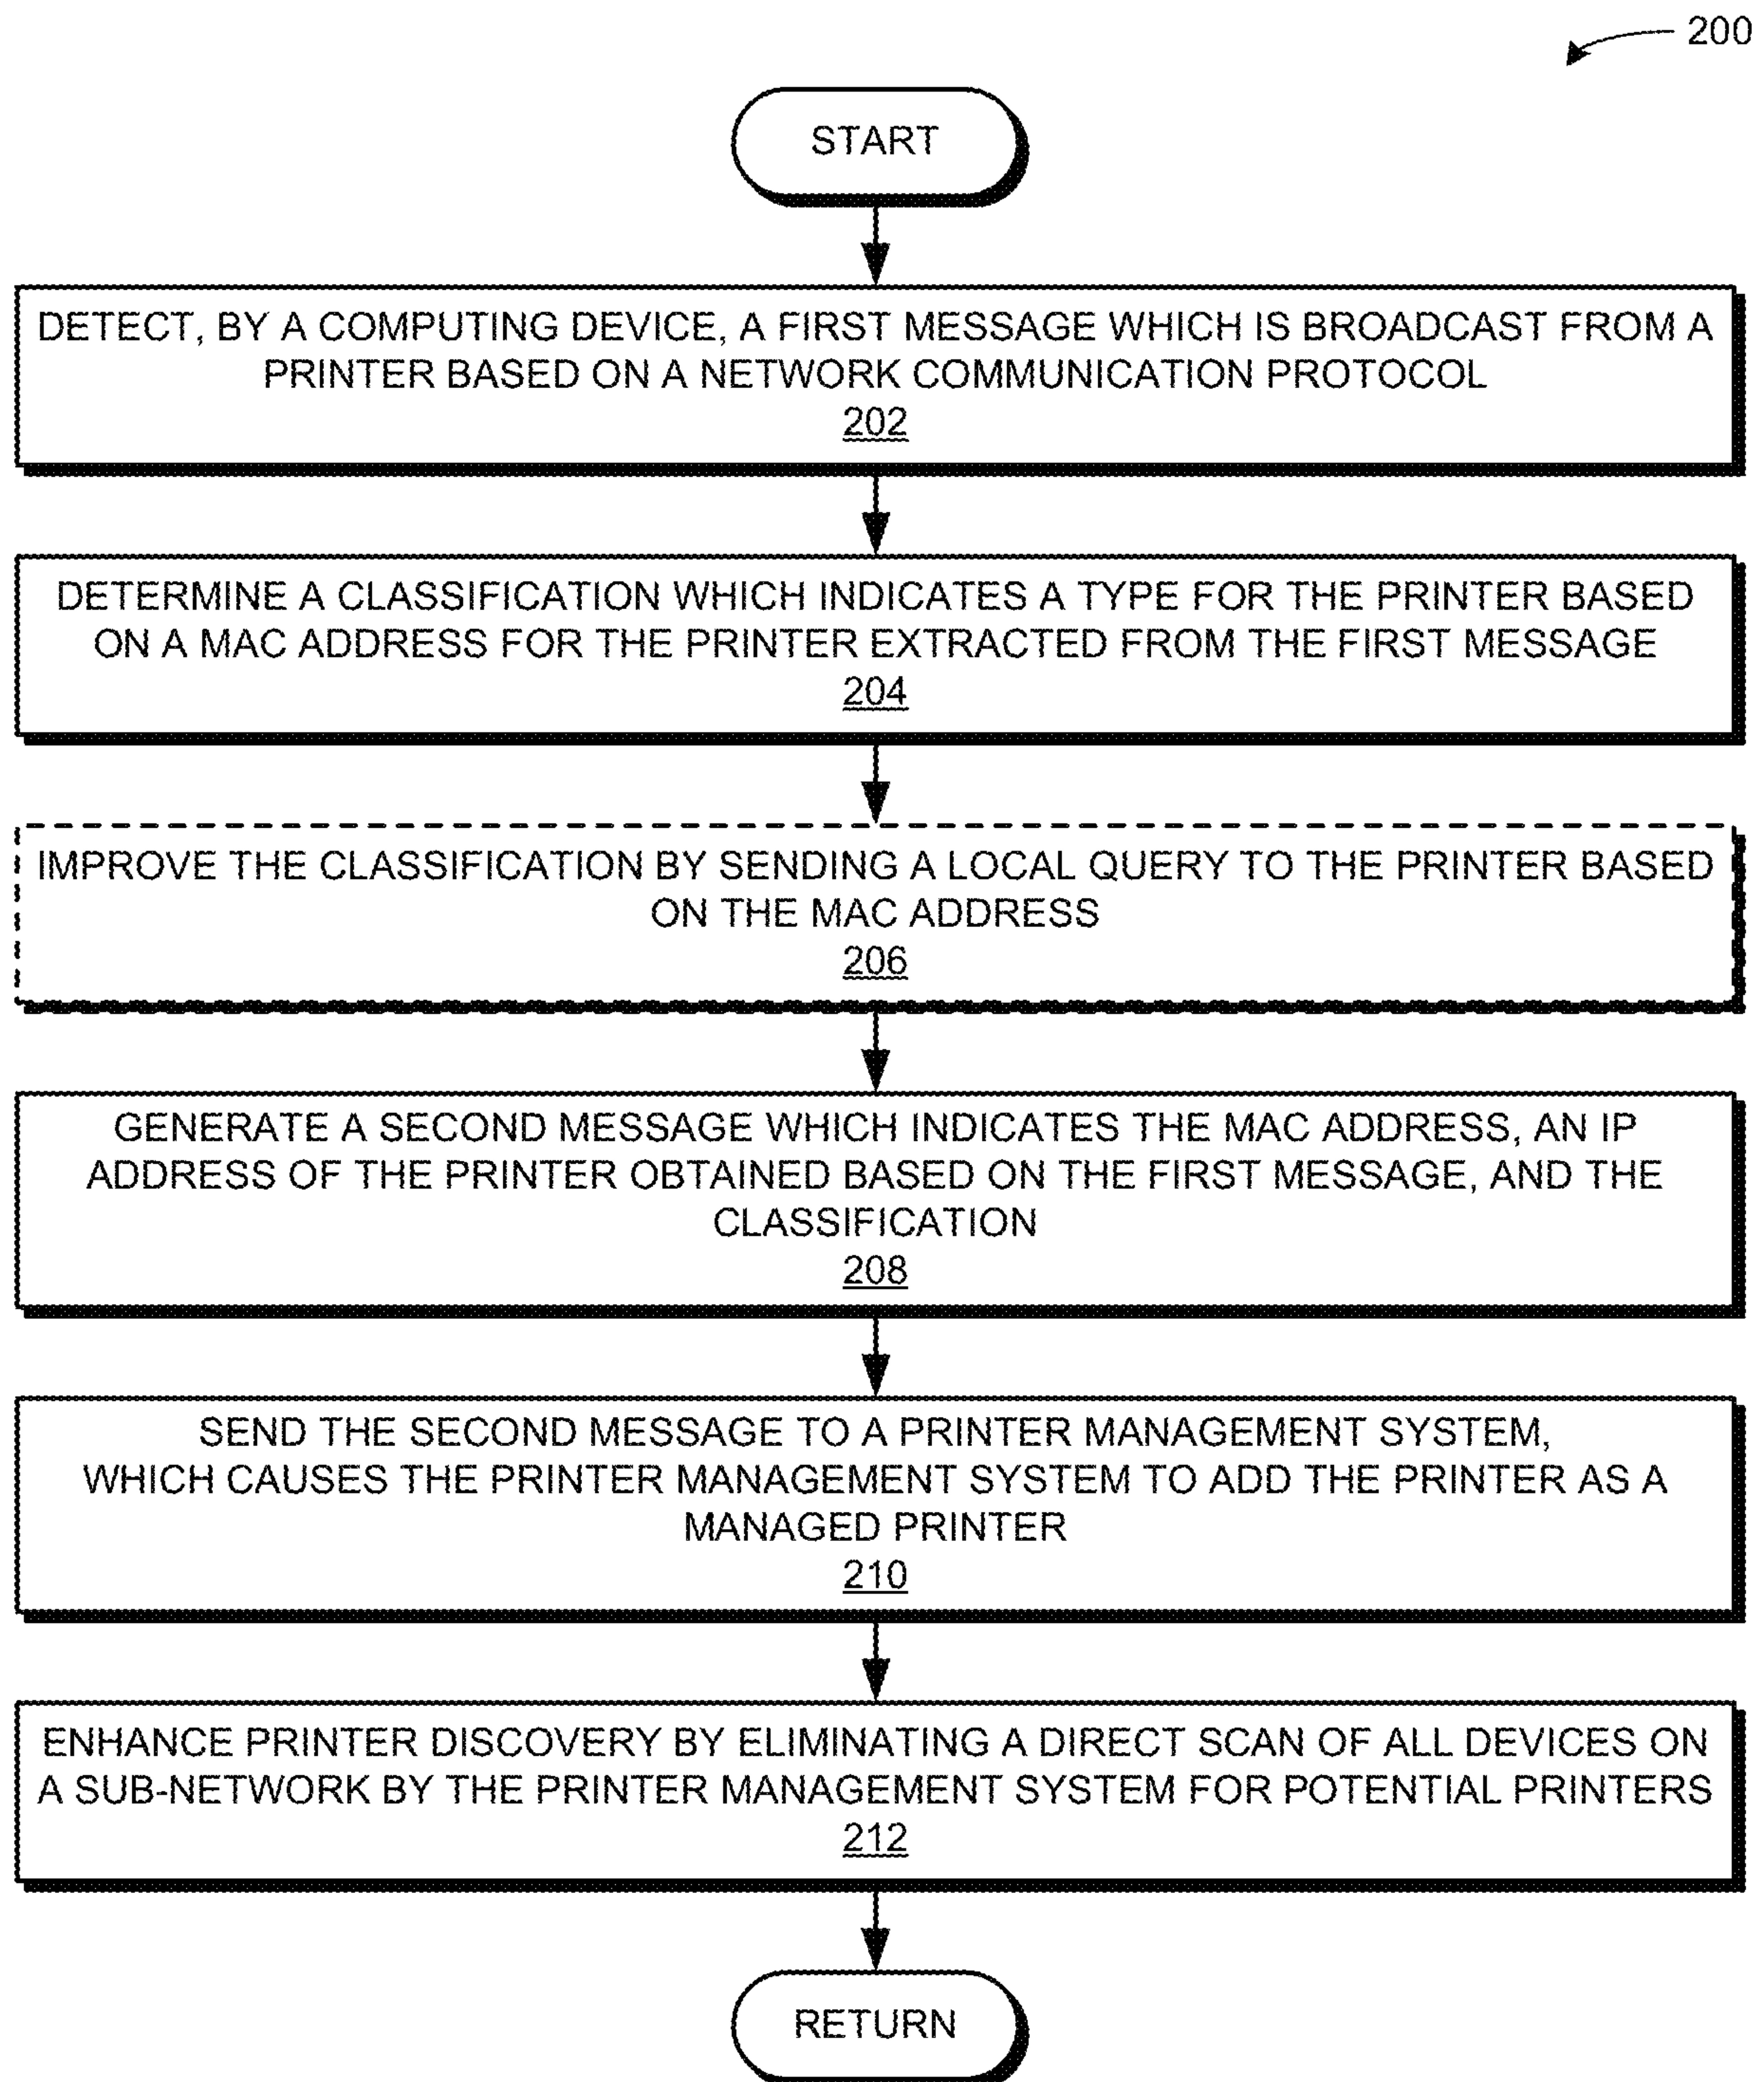 200
START
DETECT, BY A COMPUTING DEVICE, A FIRST MESSAGE WHICH IS BROADCAST FROM A
PRINTER BASED ON A NETWORK COMMUNICATION PROTOCOL
202
DETERMINE A CLASSIFICATION WHICH INDICATES A TYPE FOR THE PRINTER BASED
ON A MAC ADDRESS FOR THE PRINTER EXTRACTED FROM THE FIRST MESSAGE
204
IMPROVE THE CLASSIFICATION BY SENDING A LOCAL QUERY TO THE PRINTER BASED
ON THE MAC ADDRESS
206
GENERATE A SECOND MESSAGE WHICH INDICATES THE MAC ADDRESS, AN IP
ADDRESS OF THE PRINTER OBTAINED BASED ON THE FIRST MESSAGE, AND THE
CLASSIFICATION
208
SEND THE SECOND MESSAGE TO A PRINTER MANAGEMENT SYSTEM,
WHICH CAUSES THE PRINTER MANAGEMENT SYSTEM TO ADD THE PRINTER AS A
MANAGED PRINTER
210
ENHANCE PRINTER DISCOVERY BY ELIMINATING A DIRECT SCAN OF ALL DEVICES ON
A SUB-NETWORK BY THE PRINTER MANAGEMENT SYSTEM FOR POTENTIAL PRINTERS
212
RETURN